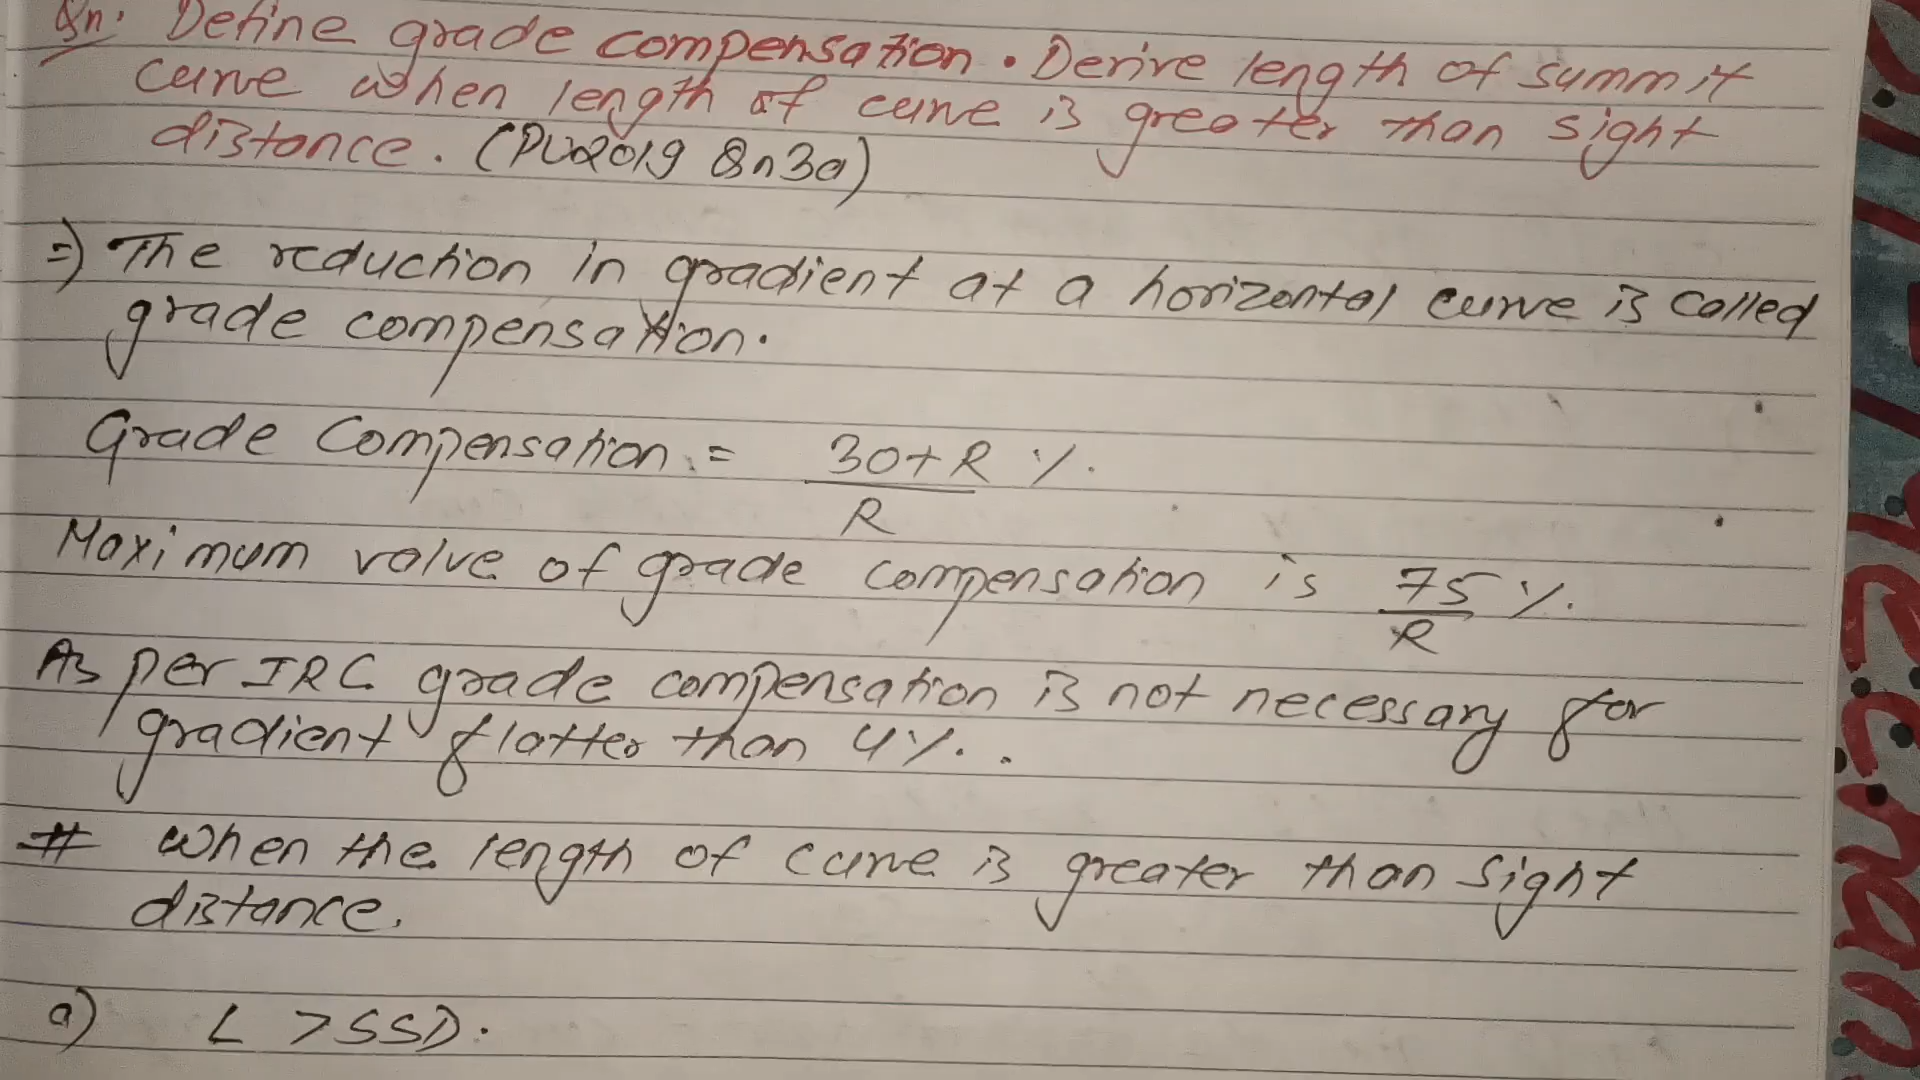 Qn. Define grade compensation. Derive length of summit
curve when length of curve is greater than sight
distance. (PU2019 Qn3a)
=) The reduction in gradient at a horizontal curve is called
grade compensation.
Grade Compensation = 30+R %.
R
Maximum value of grade compensation is 75 %.
R
As per IRC grade compensation is not necessary for
gradient flatter than 4%..
# When the length of curve is greater than sight
distance.
a) L > SSD.